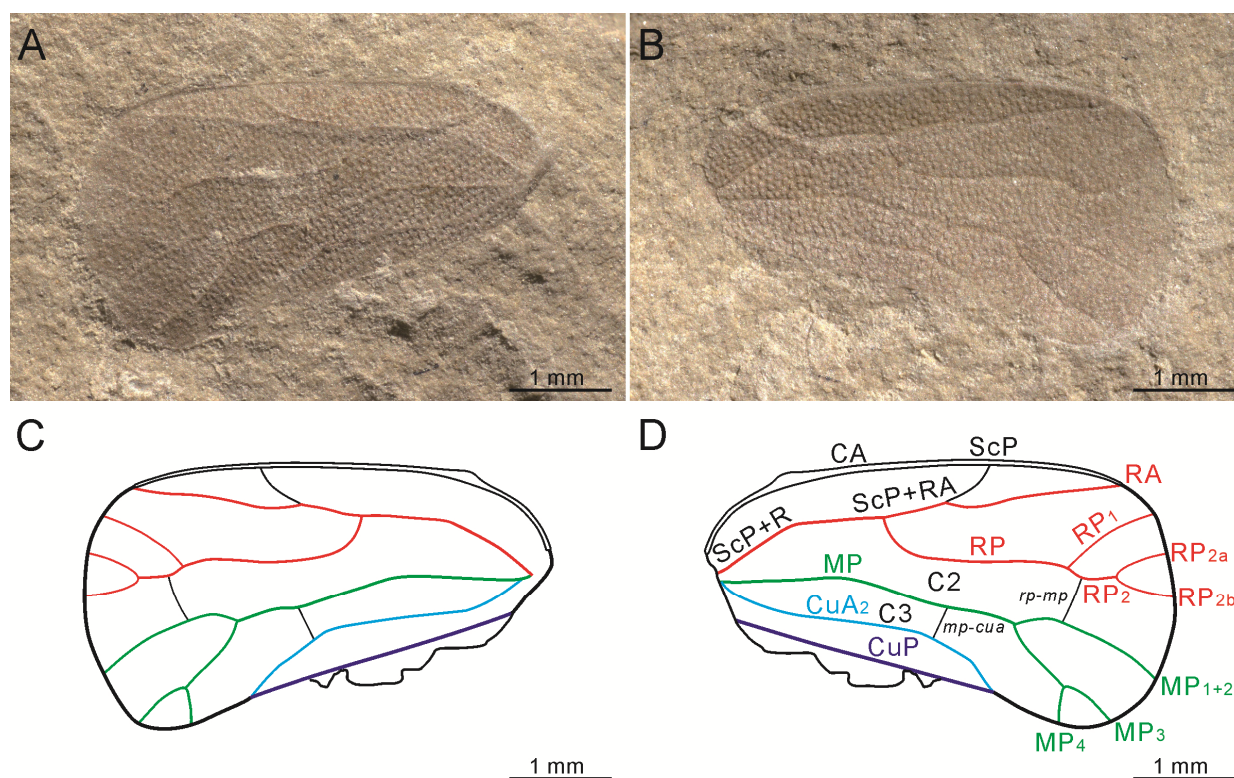 A
B
1 mm
1 mm
C
D
CA
ScP
RA
ScP+RA
ScP+R
RP1
RP
RP2a
MP
C2
rp-mp
RP2
RP2b
CuA2
C3
mp-cua
CuP
MP1+2
MP3
MP4
1 mm
1 mm